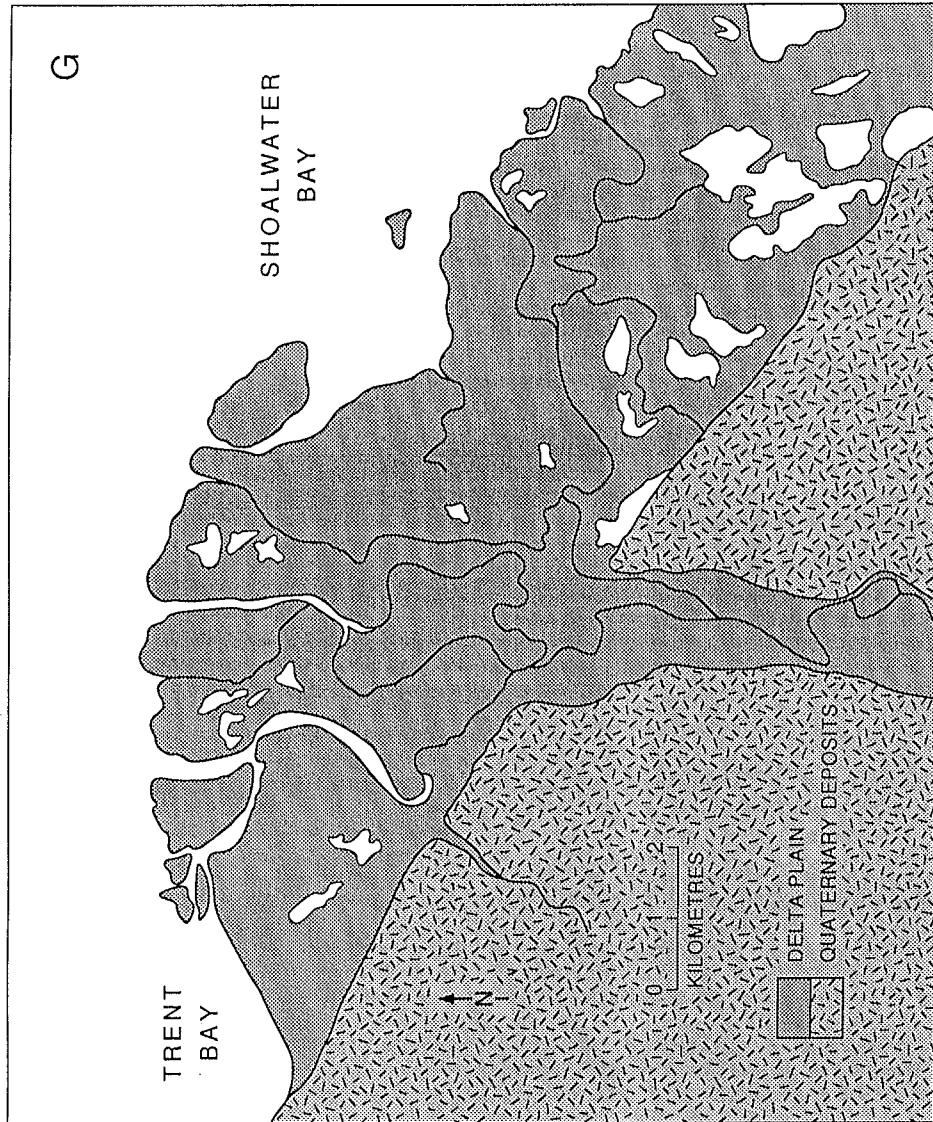 G
SHOALWATER
BAY
TRENT
BAY
N
0 1 2
KILOMETRES
DELTA PLAIN
QUATERNARY DEPOSITS